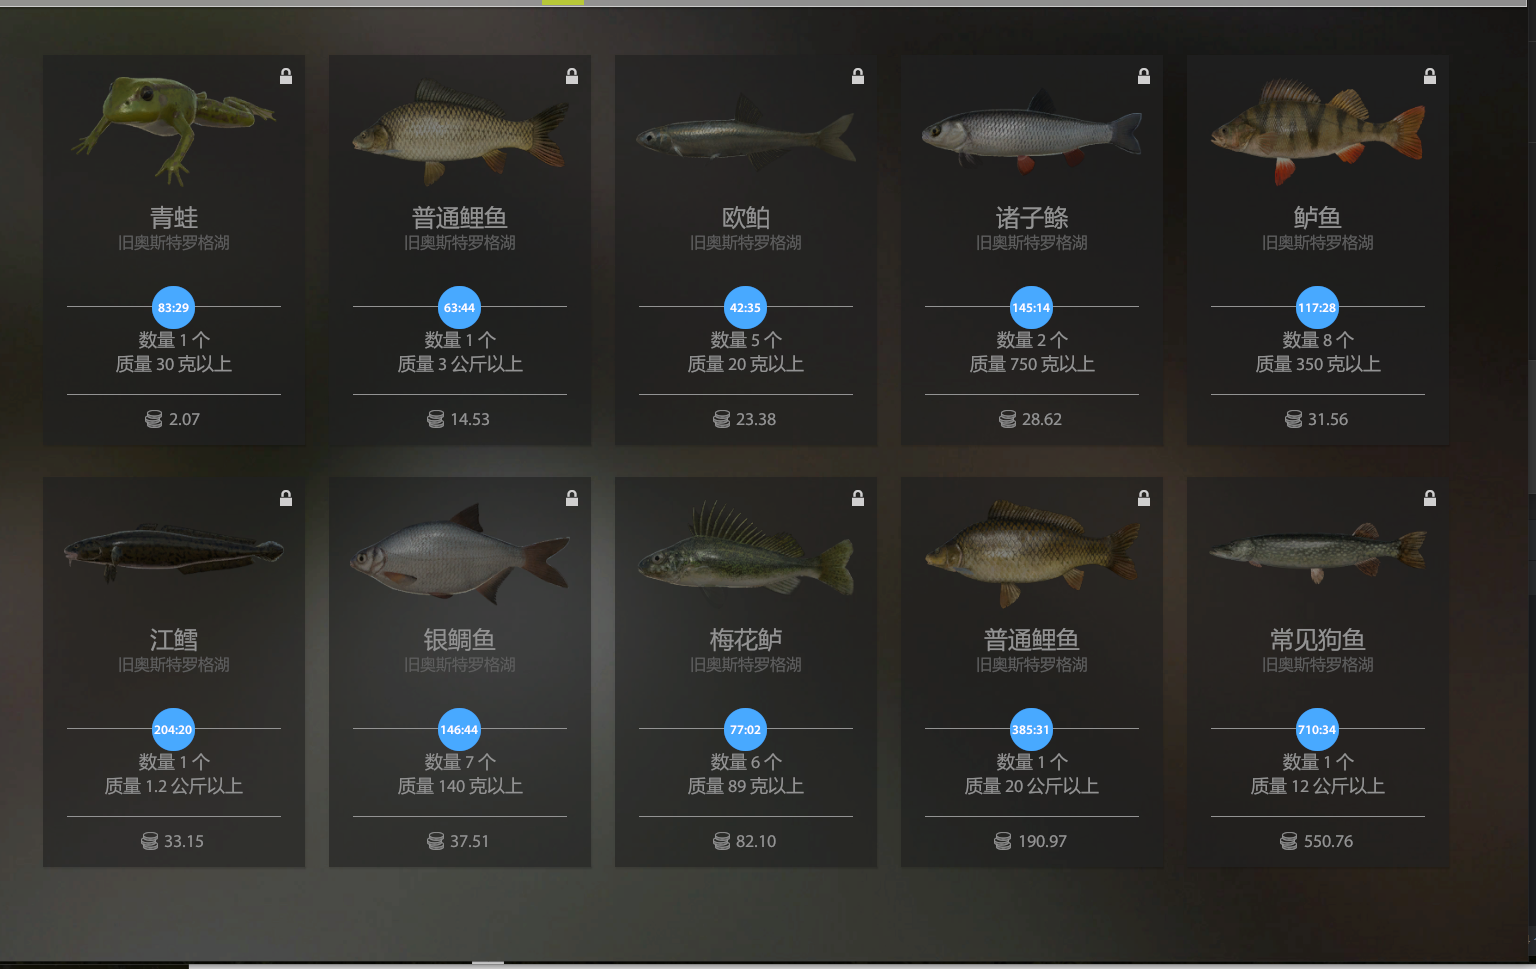 青蛙
旧奥斯特罗格湖
83:29
数量 1 个
质量 30 克以上
2.07
普通鲤鱼
旧奥斯特罗格湖
63:44
数量 1 个
质量 3 公斤以上
14.53
欧鲌
旧奥斯特罗格湖
42:35
数量 5 个
质量 20 克以上
23.38
诸子鲦
旧奥斯特罗格湖
145:14
数量 2 个
质量 750 克以上
28.62
鲈鱼
旧奥斯特罗格湖
117:28
数量 8 个
质量 350 克以上
31.56
江鳕
旧奥斯特罗格湖
204:20
数量 1 个
质量 1.2 公斤以上
33.15
银鲷鱼
旧奥斯特罗格湖
146:44
数量 7 个
质量 140 克以上
37.51
梅花鲈
旧奥斯特罗格湖
77:02
数量 6 个
质量 89 克以上
82.10
普通鲤鱼
旧奥斯特罗格湖
385:31
数量 1 个
质量 20 公斤以上
190.97
常见狗鱼
旧奥斯特罗格湖
710:34
数量 1 个
质量 12 公斤以上
550.76